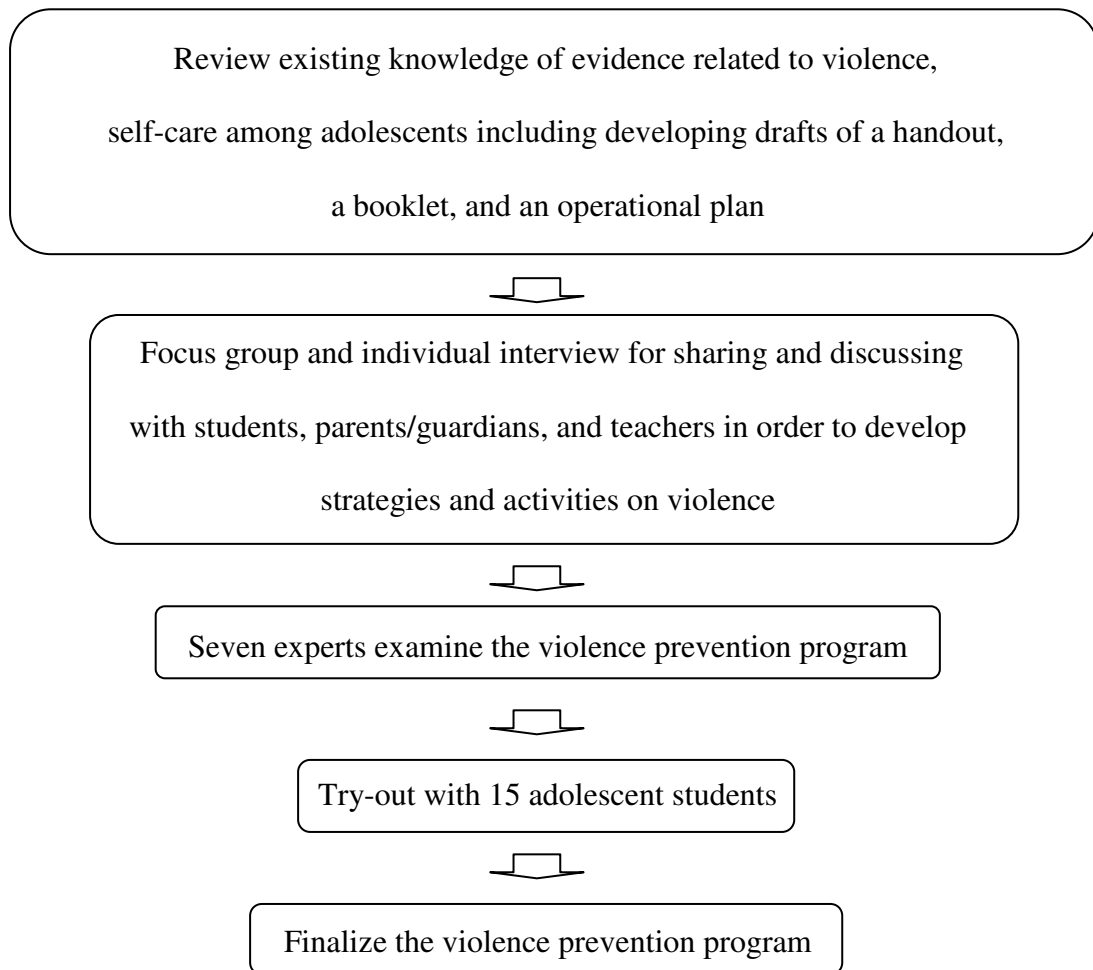 Review existing knowledge of evidence related to violence,
self-care among adolescents including developing drafts of a handout,
a booklet, and an operational plan
Focus group and individual interview for sharing and discussing
with students, parents/guardians, and teachers in order to develop
strategies and activities on violence
Seven experts examine the violence prevention program
Try-out with 15 adolescent students
Finalize the violence prevention program